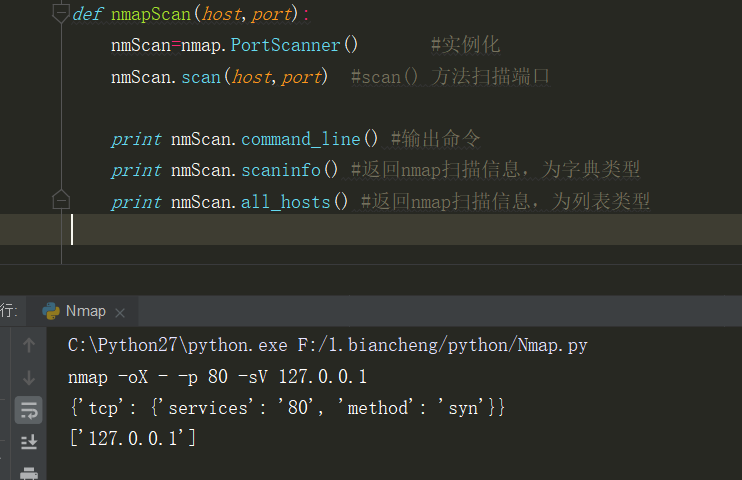 def nmapScan(host,port):
nmScan=nmap.PortScanner() #实例化
nmScan.scan(host,port) #scan() 方法扫描端口
print nmScan.command_line() #输出命令
print nmScan.scaninfo() #返回nmap扫描信息，为字典类型
print nmScan.all_hosts() #返回nmap扫描信息，为列表类型
行: Nmap
C:\Python27\python.exe F:/1.biancheng/python/Nmap.py
nmap -oX - -p 80 -sV 127.0.0.1
{'tcp': {'services': '80', 'method': 'syn'}}
['127.0.0.1']